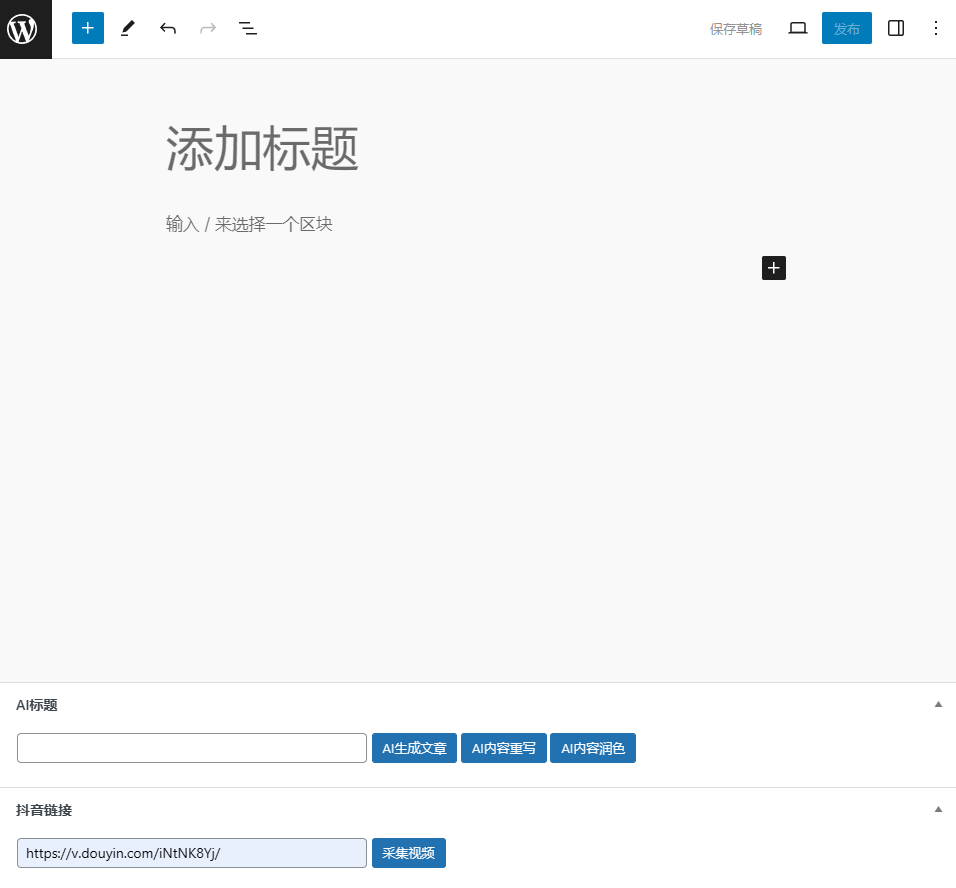 保存草稿
发布
添加标题
输入 / 来选择一个区块
AI标题
AI生成文章 AI内容重写 AI内容润色
抖音链接
https://v.douyin.com/iNtNK8Yj/ 采集视频